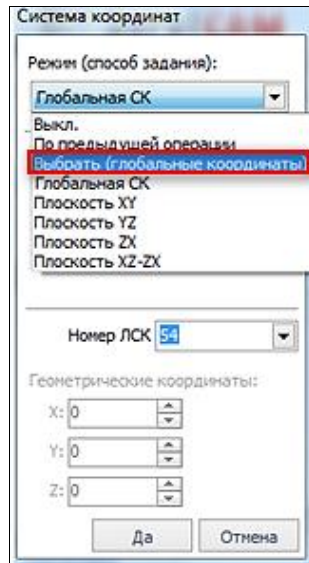 Система координат
Режим (способ задания):
Глобальная СК
Выкл.
По предыдущей операции
Выбрать (глобальные координаты)
Глобальная СК
Плоскость XY
Плоскость YZ
Плоскость ZX
Плоскость XZ-ZX
Номер ЛСК 54
Геометрические координаты:
X: 0
Y: 0
Z: 0
Да Отмена